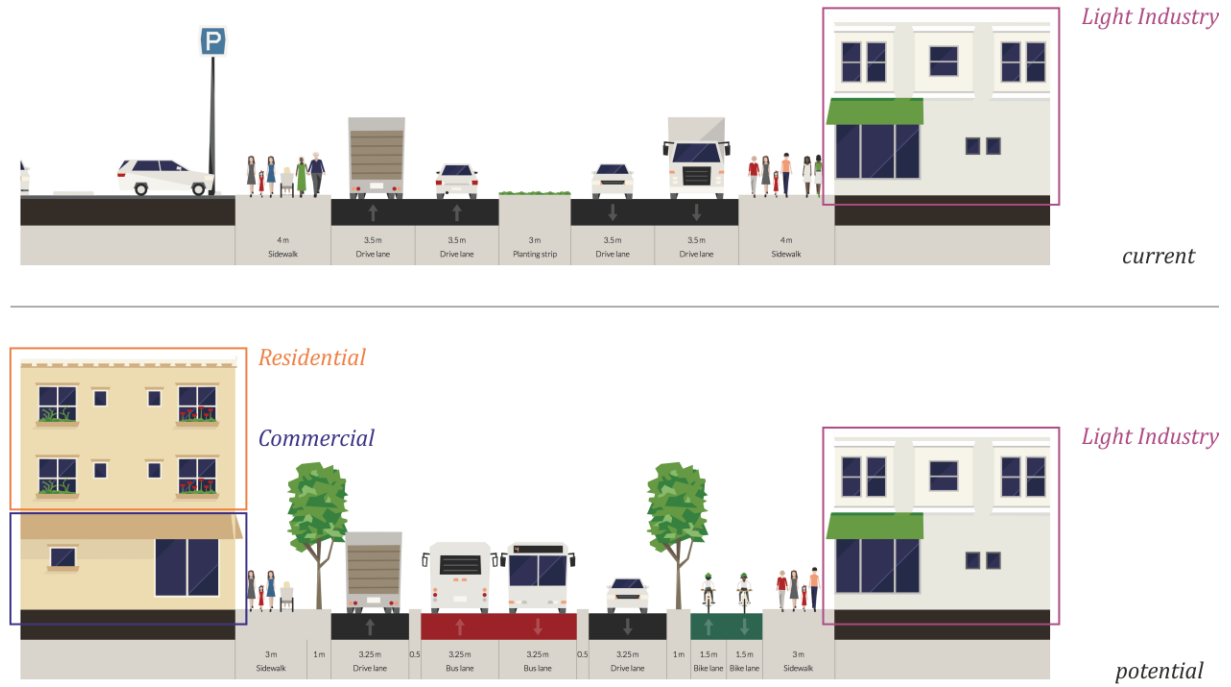 Light Industry
P
4 m
Sidewalk
3.5 m
Drive lane
3.5 m
Drive lane
3 m
Planting strip
3.5 m
Drive lane
3.5 m
Drive lane
4 m
Sidewalk
current
Residential
Commercial
Light Industry
3 m
Sidewalk
1 m
3.25 m
Drive lane
0.5
3.25 m
Bus lane
3.25 m
Bus lane
0.5
3.25 m
Drive lane
1 m
1.5 m
Bike lane
1.5 m
Bike lane
3 m
Sidewalk
potential